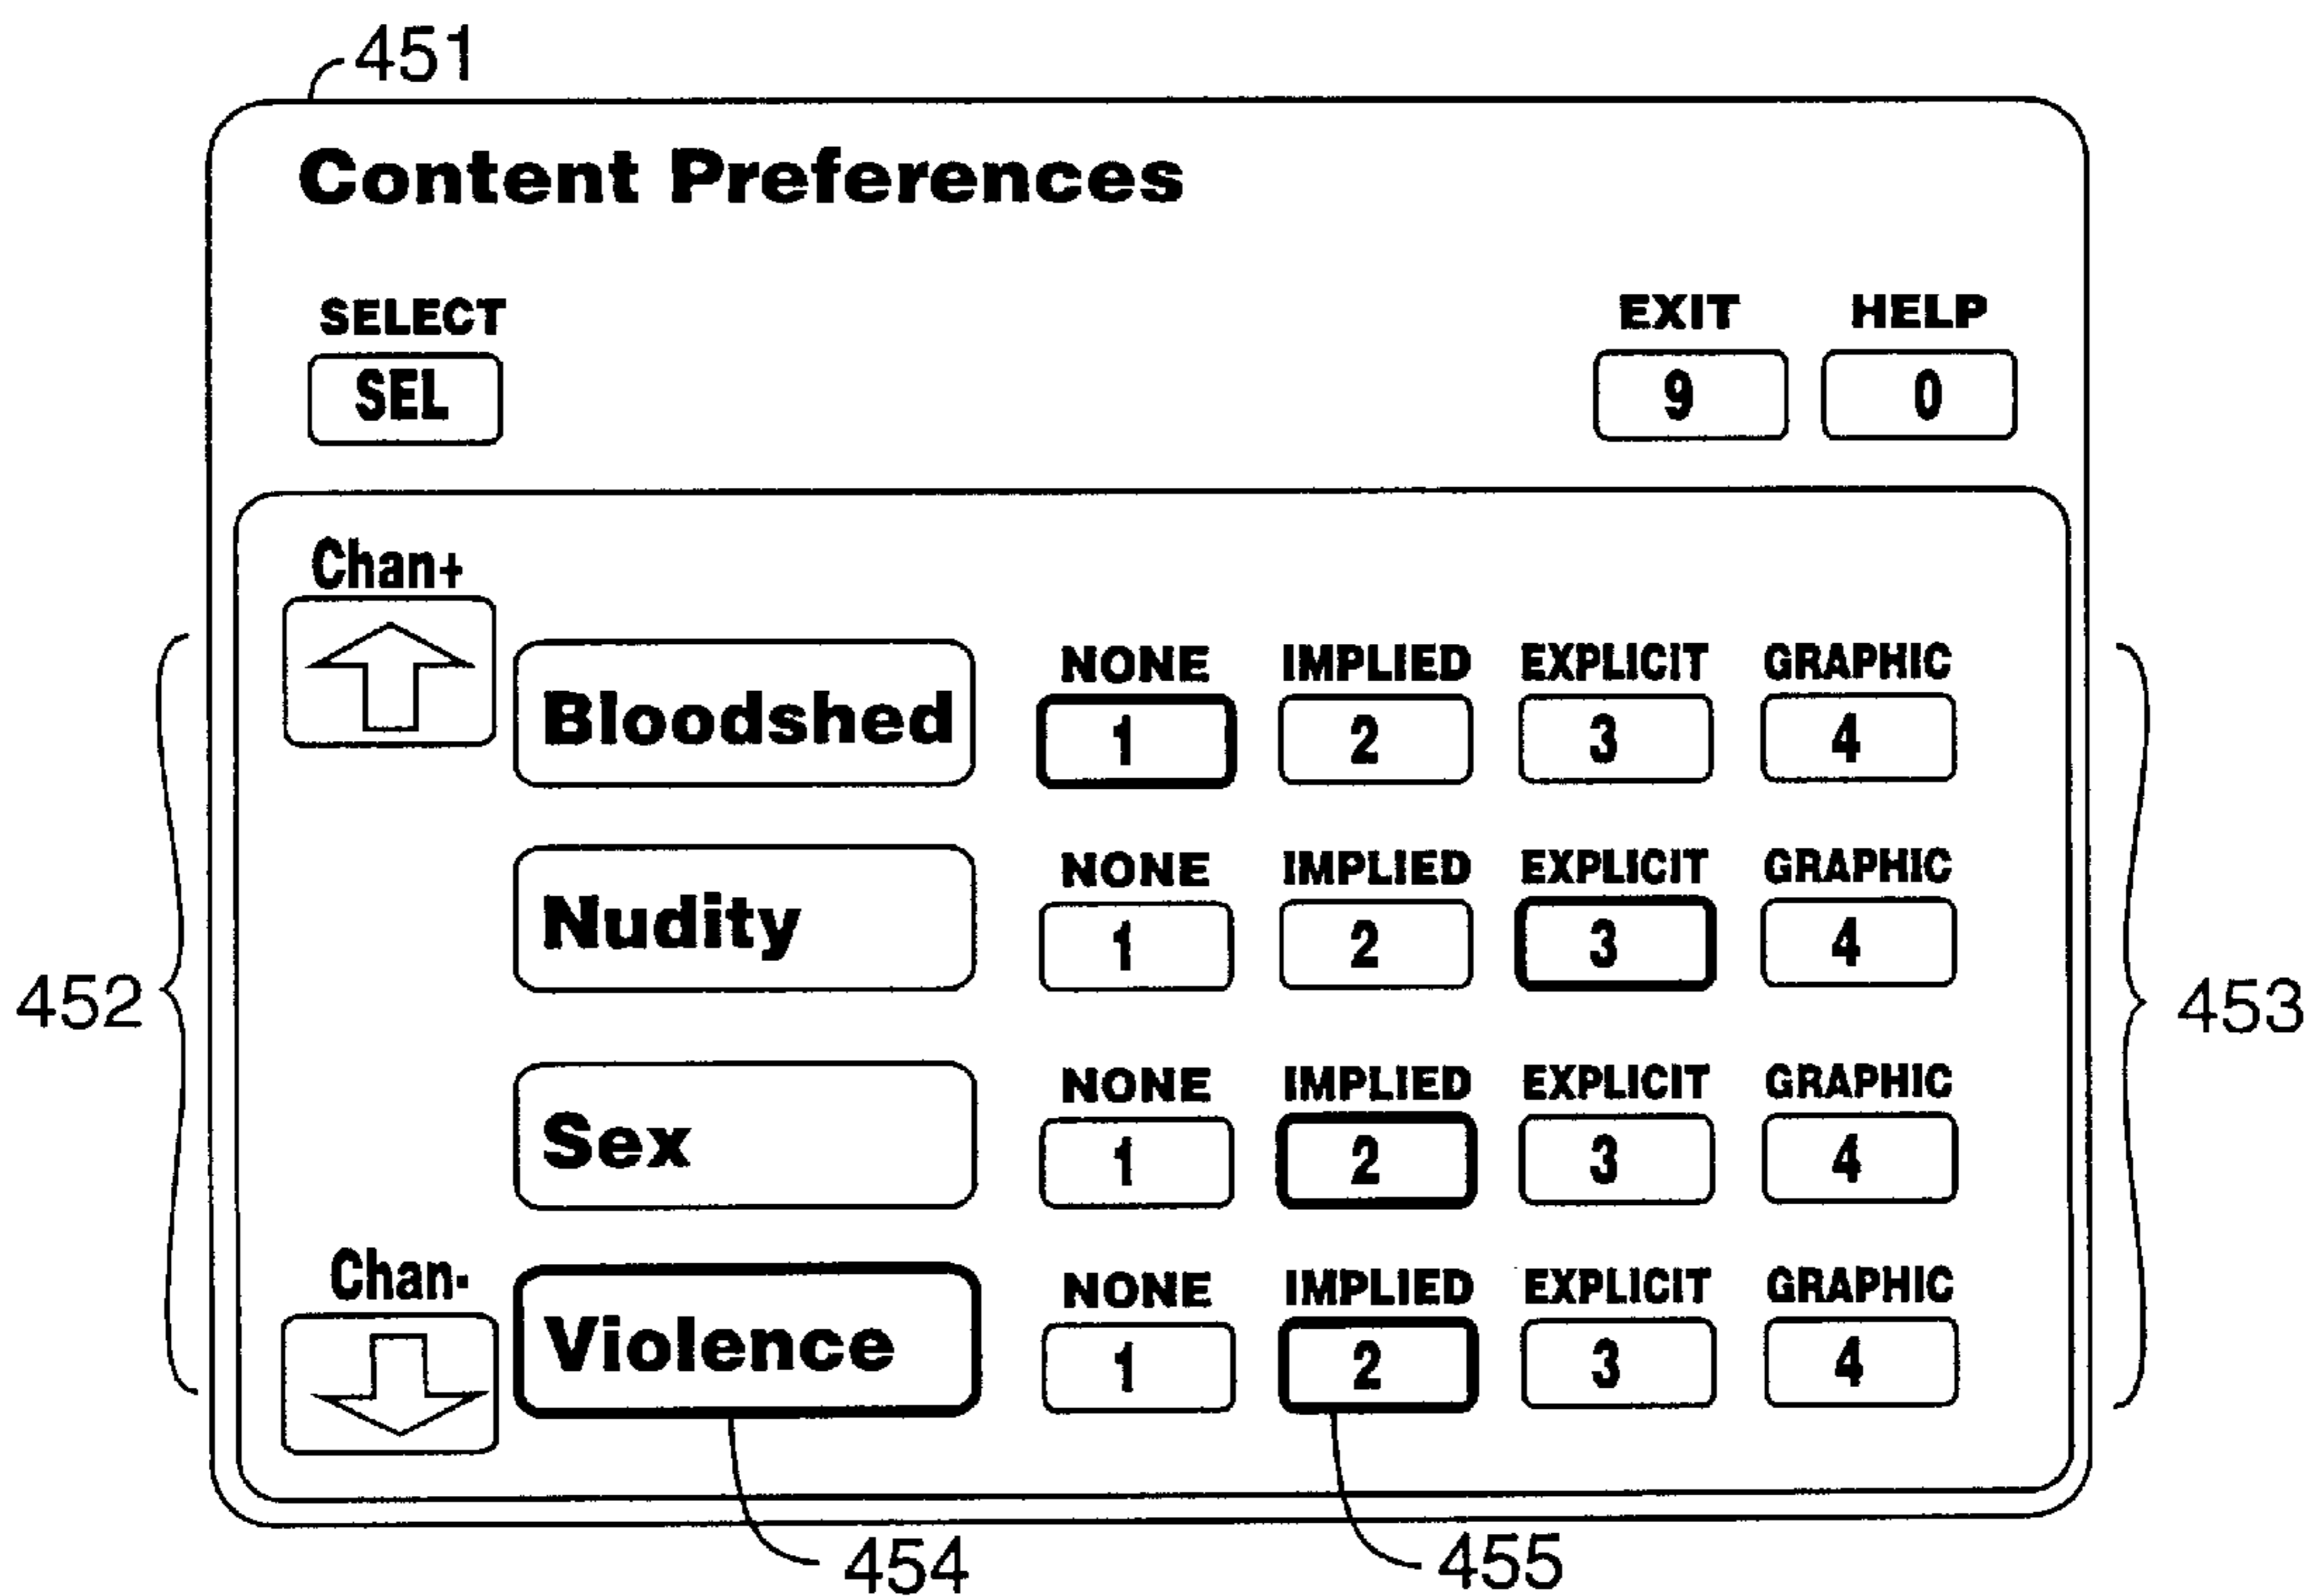 451
Content Preferences
SELECT EXIT HELP
SEL 9 0
Chan+
NONE IMPLIED EXPLICIT GRAPHIC
Bloodshed 1 2 3 4
NONE IMPLIED EXPLICIT GRAPHIC
Nudity 1 2 3 4
452 453
NONE IMPLIED EXPLICIT GRAPHIC
Sex 1 2 3 4
Chan-
NONE IMPLIED EXPLICIT GRAPHIC
Violence 1 2 3 4
454 455